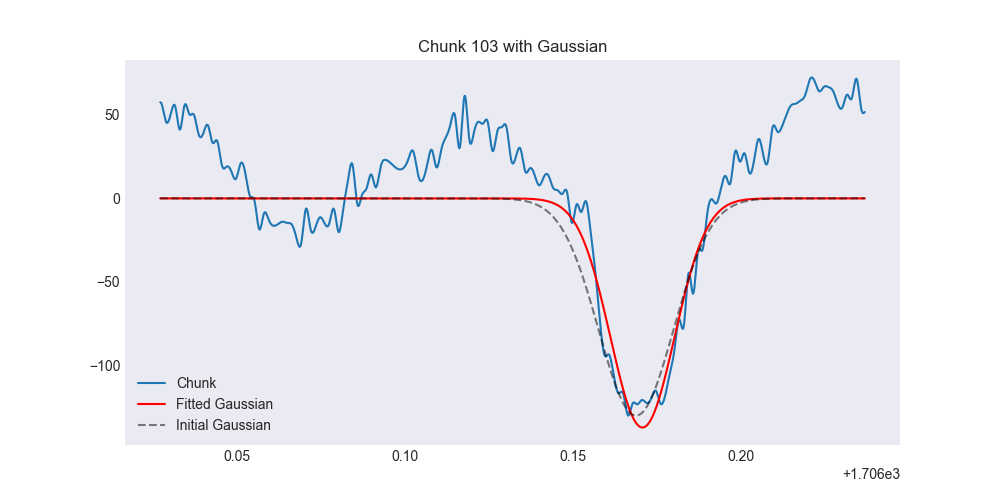 Chunk 103 with Gaussian
50
0
−50
−100
Chunk
Fitted Gaussian
Initial Gaussian
0.05 0.10 0.15 0.20
+1.706e3